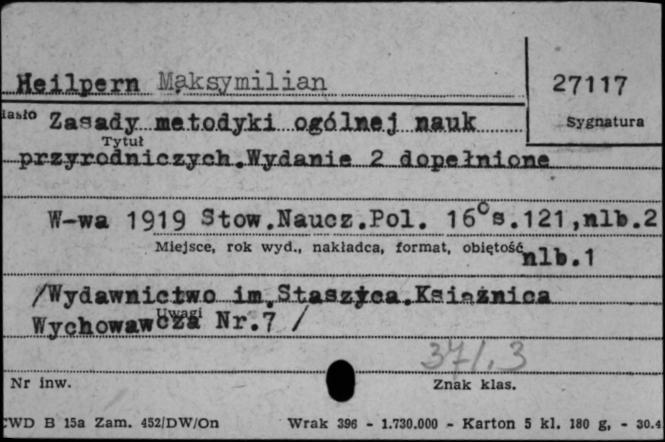 Heilpern Maksymilian
27117
iasło Zasady metodyki ogólnej nauk
Sygnatura
Tytuł
przyrodniczych.Wydanie 2 dopełnione
W-wa 1919 Stow.Naucz.Pol. 16° s.121,nlb.2
Miejsce, rok wyd., nakładca, format, objętość
nlb.1
/Wydawnictwo im.Staszyca.Książnica
Uwagi
Wychowawcza Nr.7 /
371.3
Nr inw.
Znak klas.
CWD B 15a Zam. 452/DW/On Wrak 396 - 1.730.000 - Karton 5 kl. 180 g, - 30.4